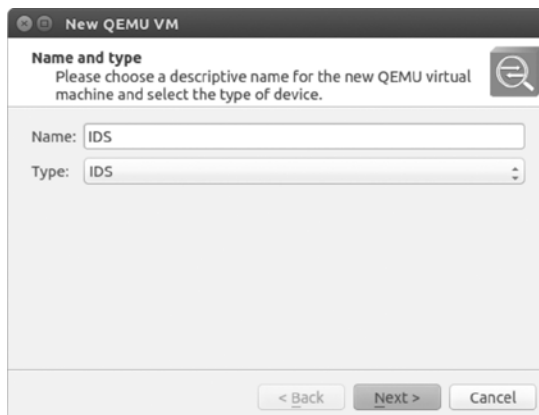 New QEMU VM
Name and type
Please choose a descriptive name for the new QEMU virtual
machine and select the type of device.
Name: IDS
Type: IDS
< Back Next > Cancel